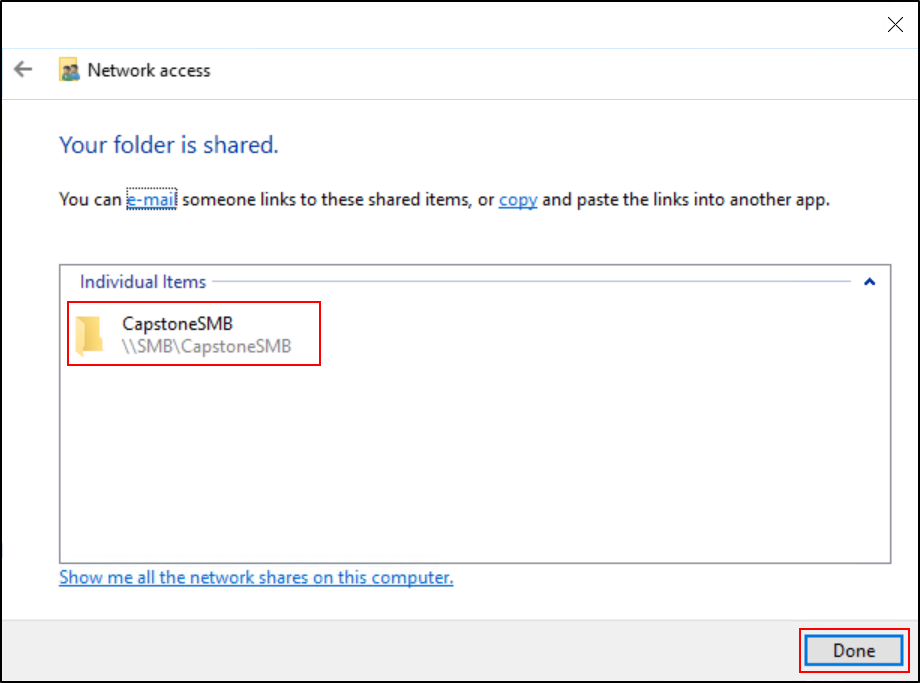 Network access
Your folder is shared.
You can e-mail someone links to these shared items, or copy and paste the links into another app.
Individual Items
CapstoneSMB
\\SMB\CapstoneSMB
Show me all the network shares on this computer.
Done